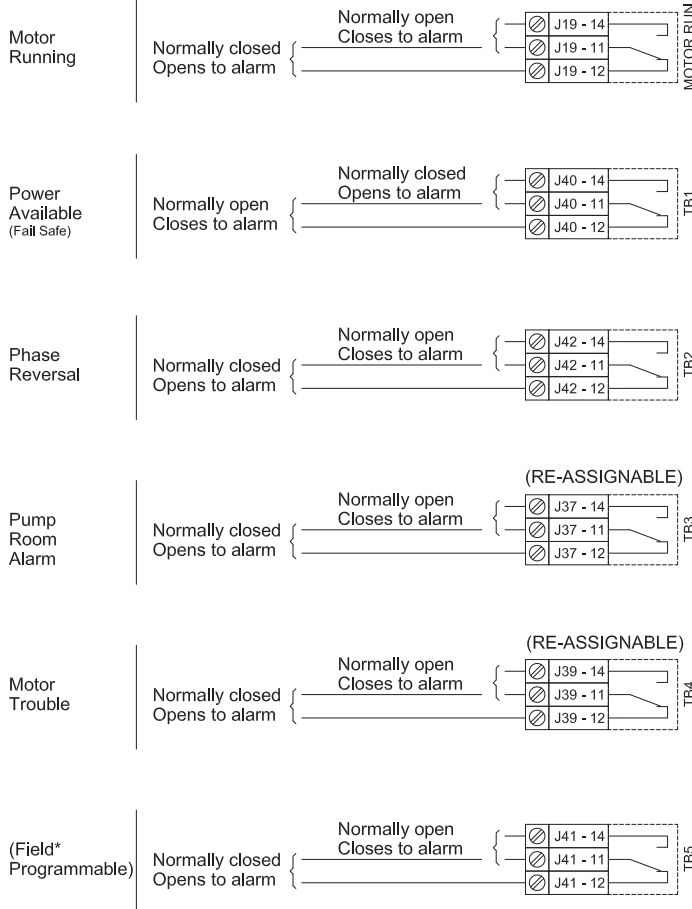 Motor
Running
Normally closed
Opens to alarm
Normally open
Closes to alarm
J19 - 14
J19 - 11
J19 - 12
MOTOR RUN
Power
Available
(Fail Safe)
Normally open
Closes to alarm
Normally closed
Opens to alarm
J40 - 14
J40 - 11
J40 - 12
TB1
Phase
Reversal
Normally closed
Opens to alarm
Normally open
Closes to alarm
J42 - 14
J42 - 11
J42 - 12
TB2
Pump
Room
Alarm
Normally closed
Opens to alarm
Normally open
Closes to alarm
(RE-ASSIGNABLE)
J37 - 14
J37 - 11
J37 - 12
TB3
Motor
Trouble
Normally closed
Opens to alarm
Normally open
Closes to alarm
(RE-ASSIGNABLE)
J39 - 14
J39 - 11
J39 - 12
TB4
(Field*
Programmable)
Normally closed
Opens to alarm
Normally open
Closes to alarm
J41 - 14
J41 - 11
J41 - 12
TB5